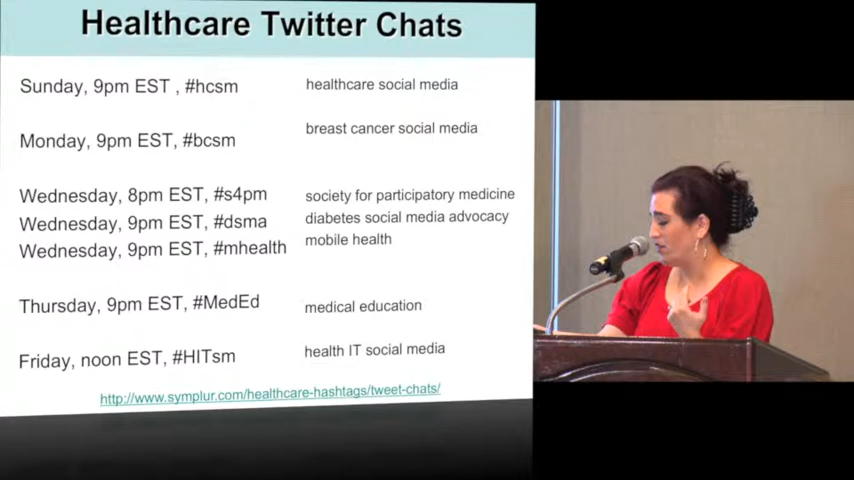 Healthcare Twitter Chats
Sunday, 9pm EST , #hcsm healthcare social media
Monday, 9pm EST, #bcsm breast cancer social media
Wednesday, 8pm EST, #s4pm society for participatory medicine
Wednesday, 9pm EST, #dsma diabetes social media advocacy
Wednesday, 9pm EST, #mhealth mobile health
Thursday, 9pm EST, #MedEd medical education
Friday, noon EST, #HITsm health IT social media
http://www.symplur.com/healthcare-hashtags/tweet-chats/